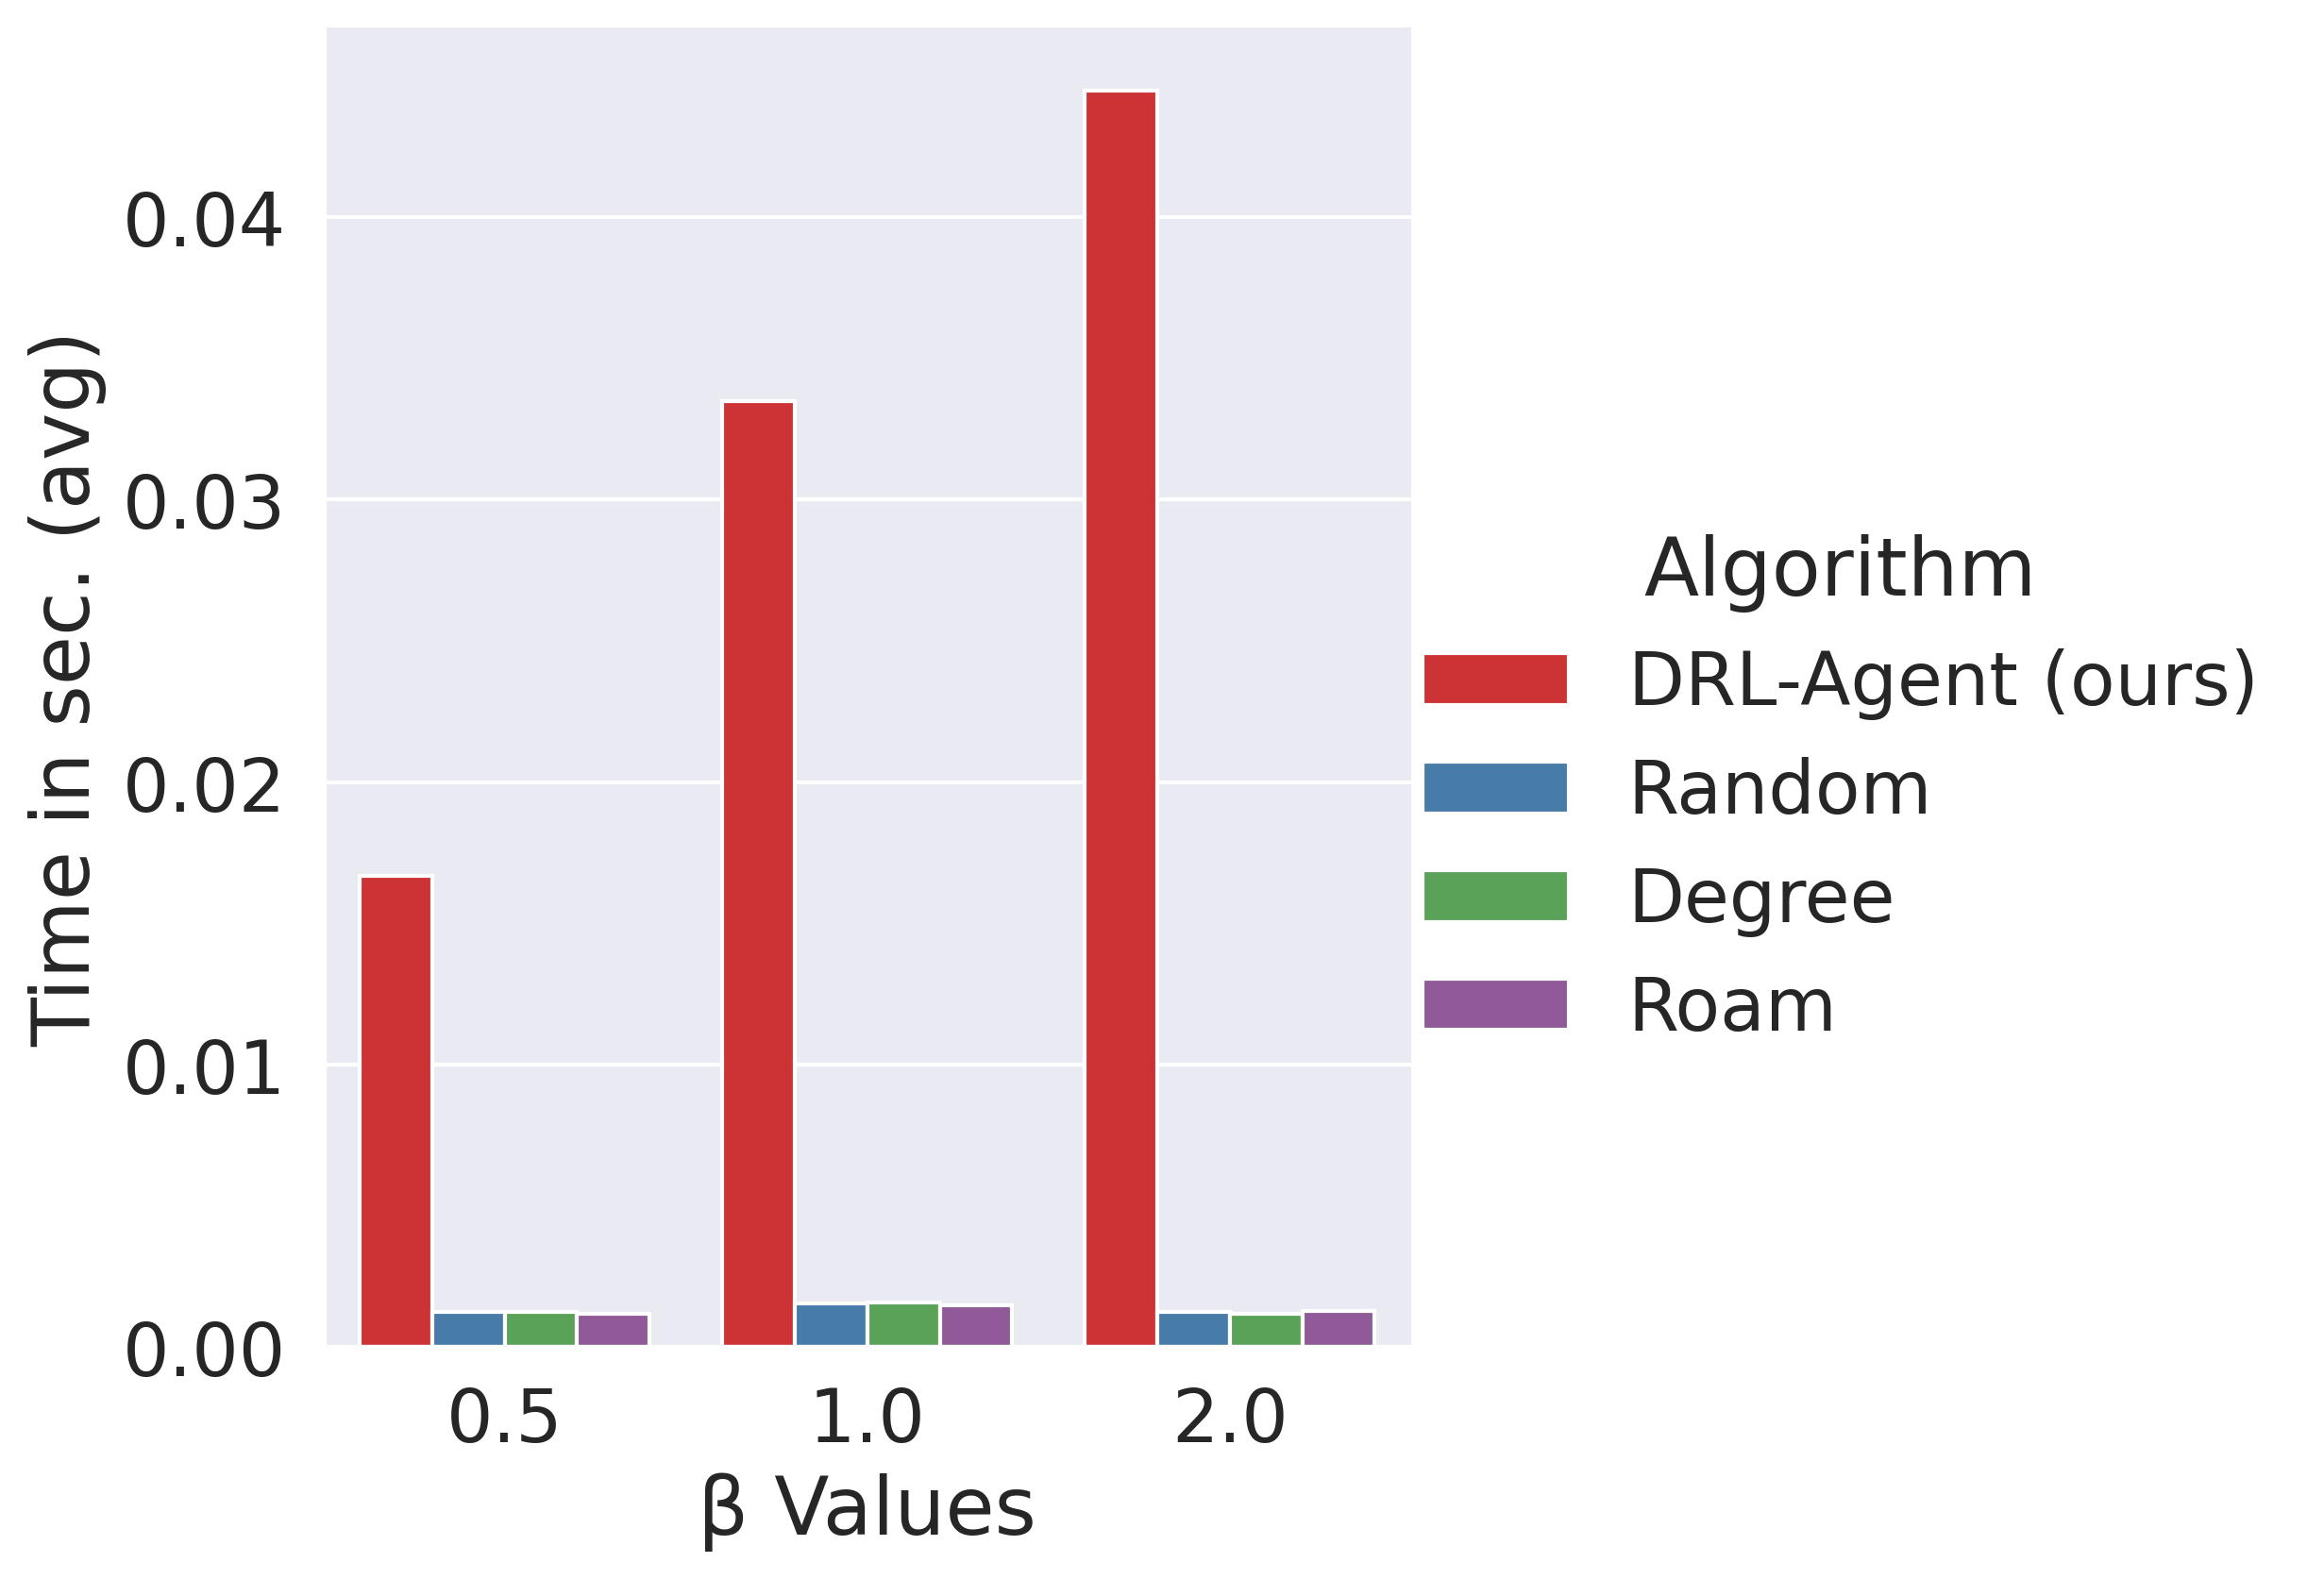 Time in sec. (avg)
0.04
0.03
0.02
0.01
0.00
0.5 1.0 2.0
β Values
Algorithm
DRL-Agent (ours)
Random
Degree
Roam